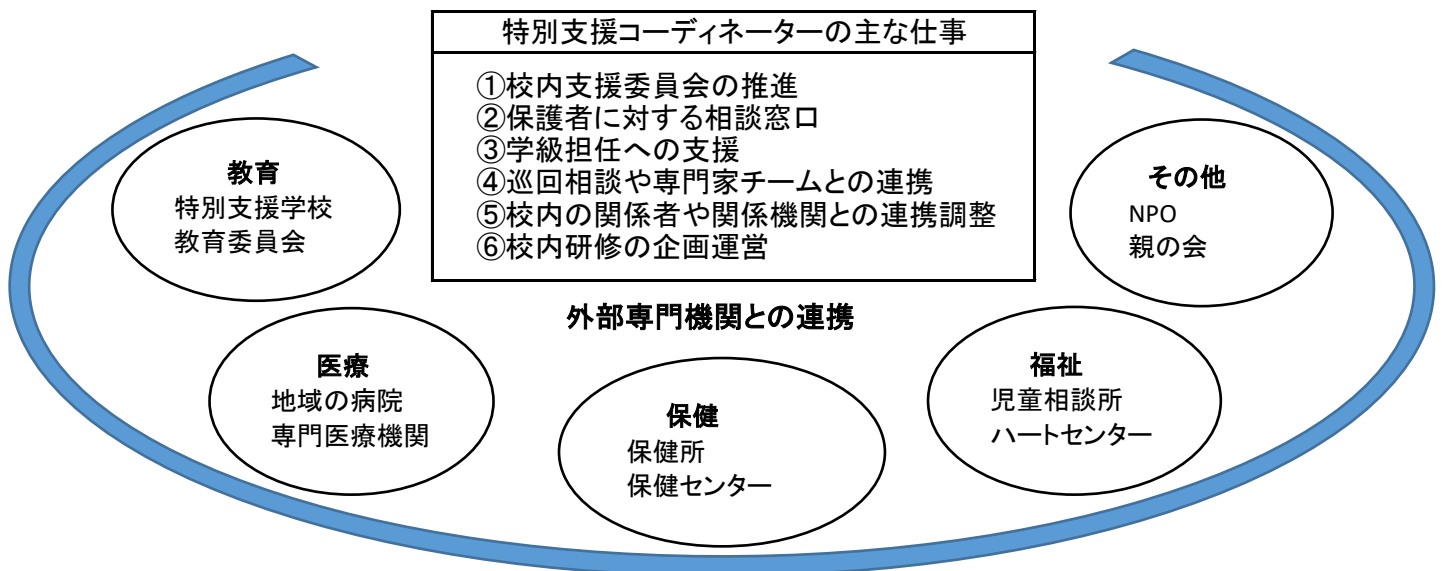 特別支援コーディネーターの主な仕事
①校内支援委員会の推進
②保護者に対する相談窓口
③学級担任への支援
④巡回相談や専門家チームとの連携
⑤校内の関係者や関係機関との連携調整
⑥校内研修の企画運営
外部専門機関との連携
教育
特別支援学校
教育委員会
医療
地域の病院
専門医療機関
保健
保健所
保健センター
福祉
児童相談所
ハートセンター
その他
NPO
親の会